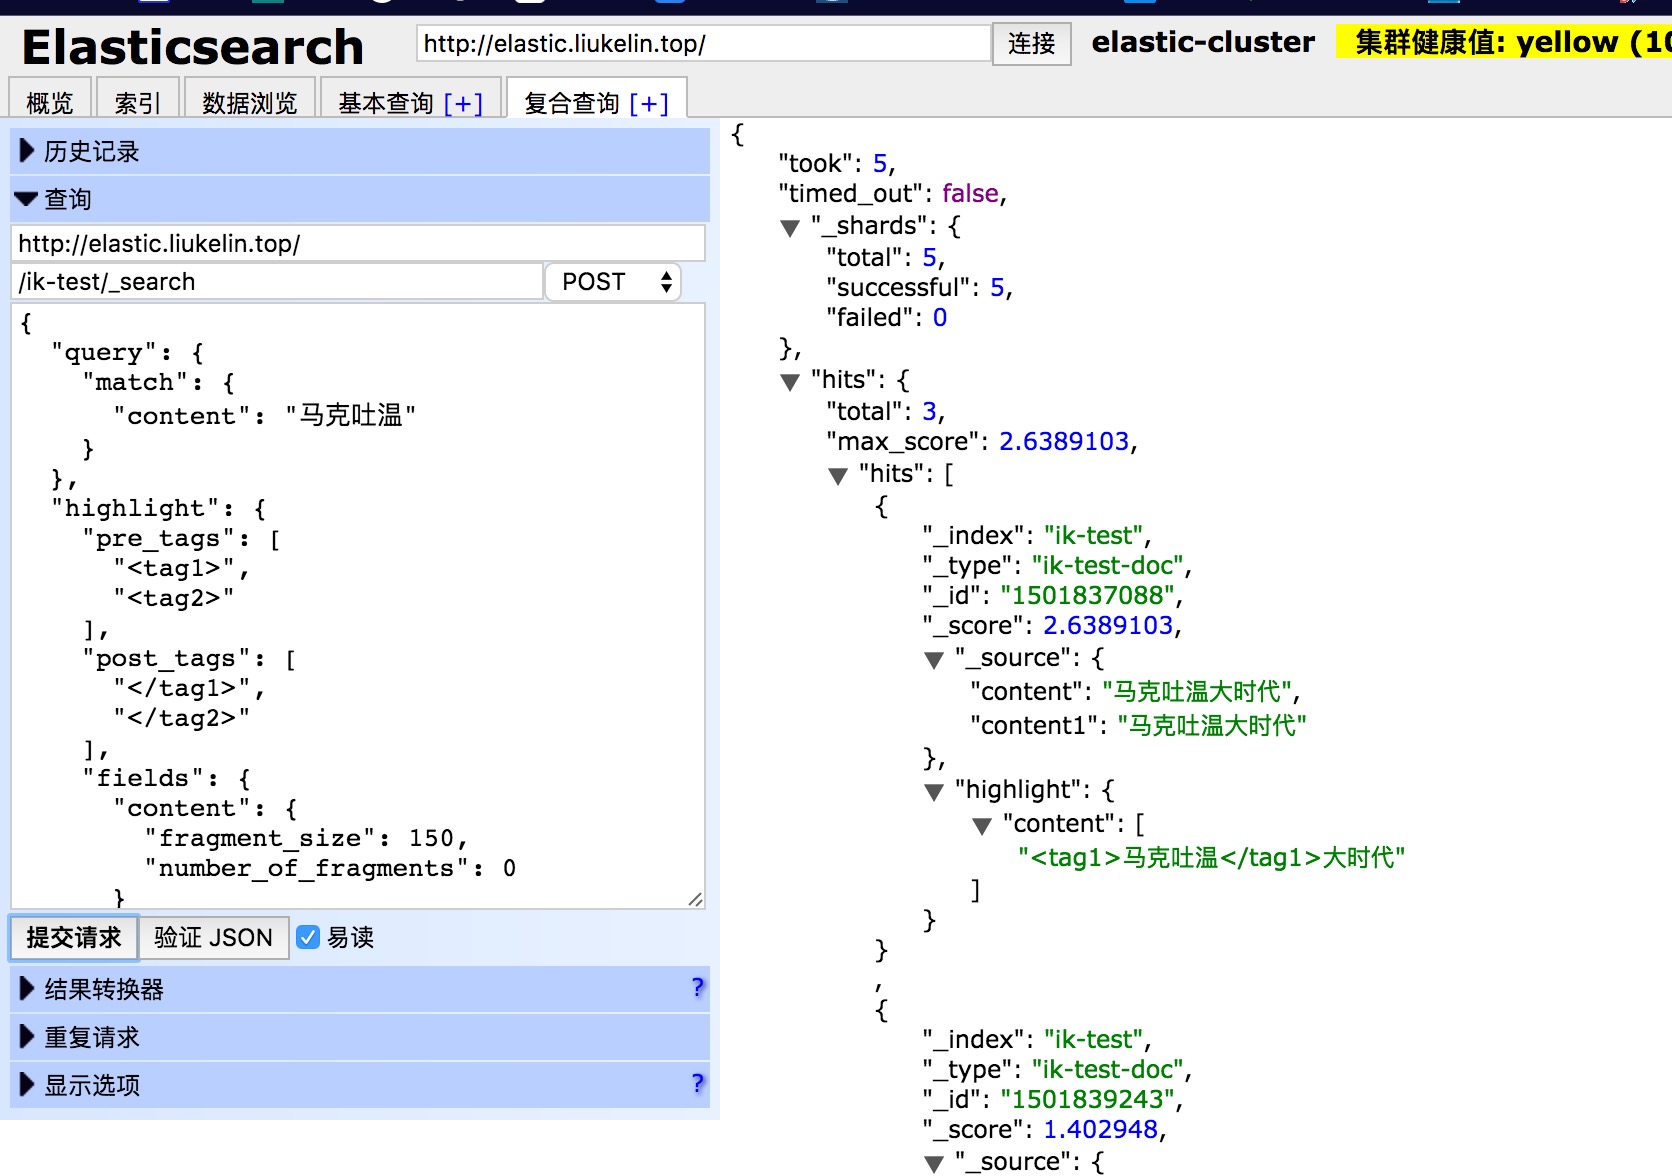 Elasticsearch
http://elastic.liukelin.top/
连接
elastic-cluster
集群健康值: yellow (10
概览
索引
数据浏览
基本查询 [+]
复合查询 [+]
历史记录
查询
http://elastic.liukelin.top/
/ik-test/_search
POST
{
"query": {
"match": {
"content": "马克吐温"
}
},
"highlight": {
"pre_tags": [
"<tag1>",
"<tag2>"
],
"post_tags": [
"</tag1>",
"</tag2>"
],
"fields": {
"content": {
"fragment_size": 150,
"number_of_fragments": 0
}
提交请求
验证 JSON
易读
结果转换器 ?
重复请求
显示选项 ?
{
"took": 5,
"timed_out": false,
"_shards": {
"total": 5,
"successful": 5,
"failed": 0
},
"hits": {
"total": 3,
"max_score": 2.6389103,
"hits": [
{
"_index": "ik-test",
"_type": "ik-test-doc",
"_id": "1501837088",
"_score": 2.6389103,
"_source": {
"content": "马克吐温大时代",
"content1": "马克吐温大时代"
},
"highlight": {
"content": [
"<tag1>马克吐温</tag1>大时代"
]
}
}
,
{
"_index": "ik-test",
"_type": "ik-test-doc",
"_id": "1501839243",
"_score": 1.402948,
"_source": {